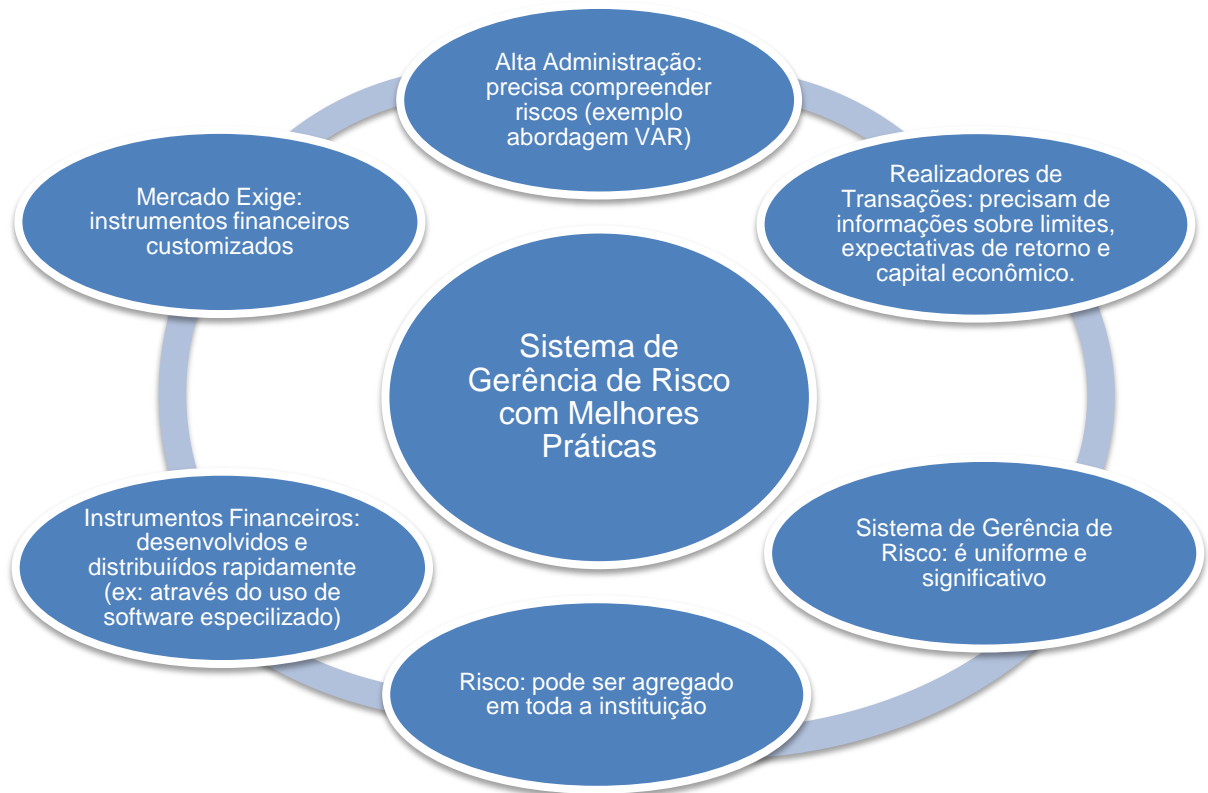 Alta Administração:
precisa compreender
riscos (exemplo
abordagem VAR)
Realizadores de
Transações: precisam de
informações sobre limites,
expectativas de retorno e
capital econômico.
Sistema de Gerência de
Risco: é uniforme e
significativo
Risco: pode ser agregado
em toda a instituição
Instrumentos Financeiros:
desenvolvidos e
distribuiídos rapidamente
(ex: através do uso de
software especilizado)
Mercado Exige:
instrumentos financeiros
customizados
Sistema de
Gerência de Risco
com Melhores
Práticas